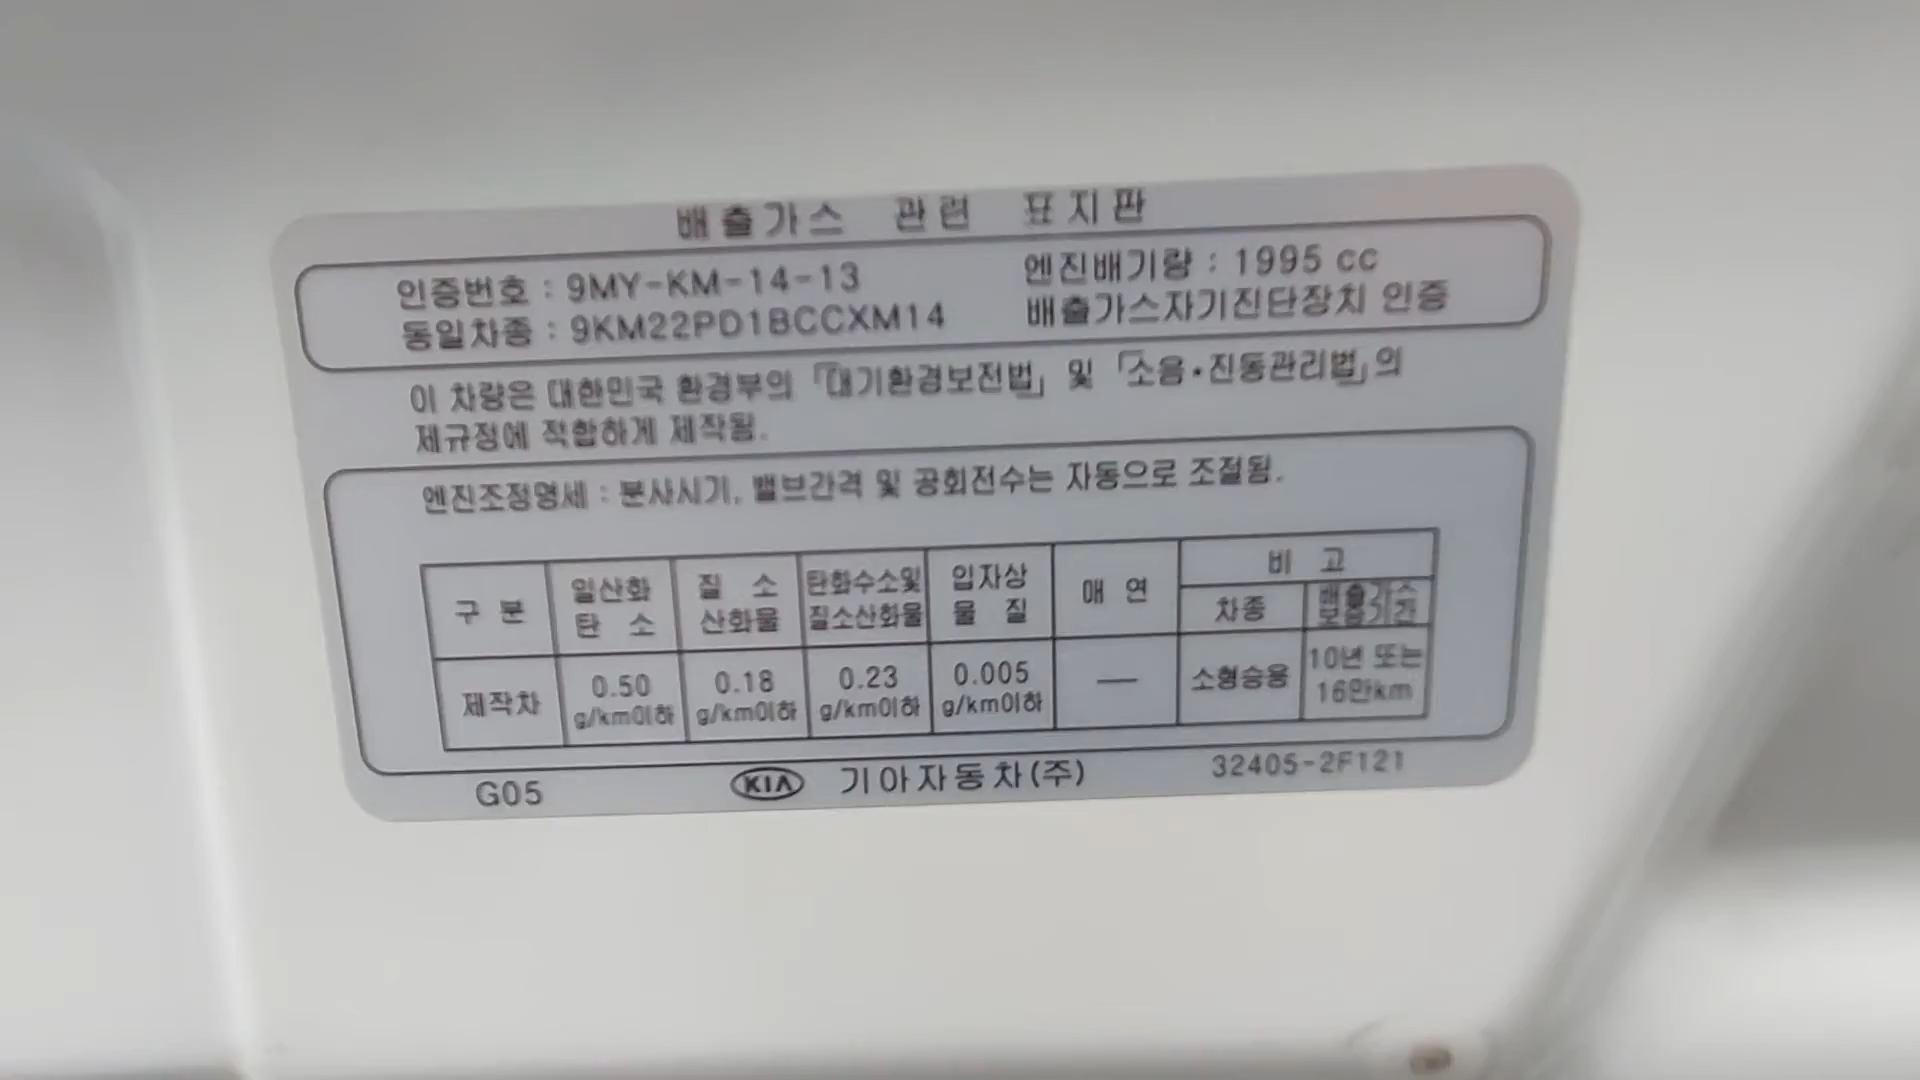 배출가스 관련 표지판
인증번호 : 9MY-KM-14-13 엔진배기량 : 1995 cc
동일차종 : 9KM22PD1BCCXM14 배출가스자기진단장치 인증
이 차량은 대한민국 환경부의 「대기환경보전법」 및 「소음·진동관리법」의
제규정에 적합하게 제작됨.
엔진조정명세 : 분사시기, 밸브간격 및 공회전수는 자동으로 조절됨.
구 분 일산화 탄 소 질 소 산화물 탄화수소및 질소산화물 입자상 물 질 매 연 비 고
차종 배출가스 보증기간
제작차 0.50 g/km이하 0.18 g/km이하 0.23 g/km이하 0.005 g/km이하 — 소형승용 10년 또는 16만km
G05 KIA 기아자동차(주) 32405-2F121